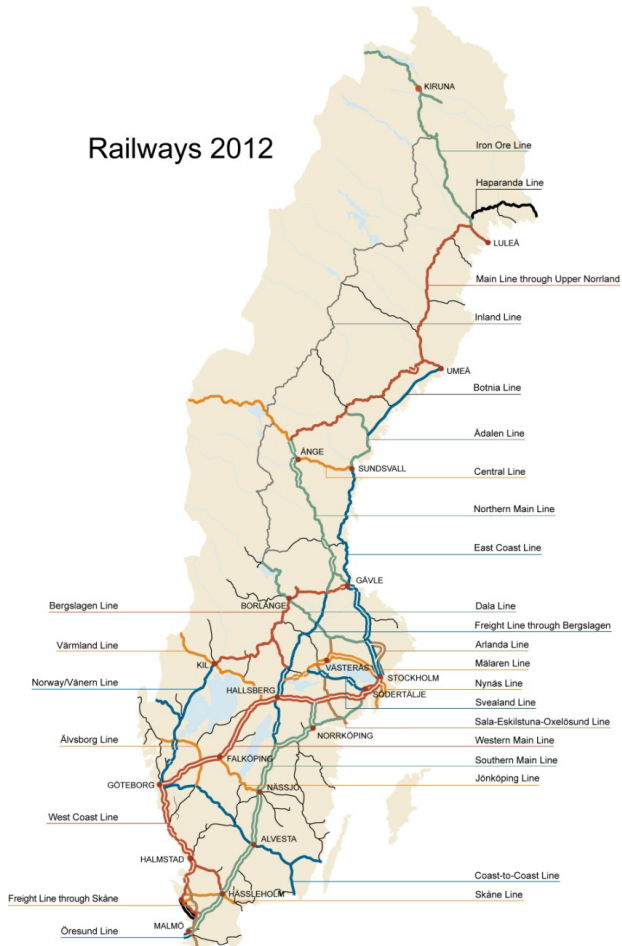 Railways 2012
KIRUNA
Iron Ore Line
Haparanda Line
LULEÅ
Main Line through Upper Norrland
Inland Line
UMEÅ
Botnia Line
Ådalen Line
ÅNGE
SUNDSVALL
Central Line
Northern Main Line
East Coast Line
GÄVLE
Bergslagen Line
BORLÄNGE
Dala Line
Freight Line through Bergslagen
Värmland Line
Arlanda Line
KIL
VÄSTERÅS
Mälaren Line
Norway/Vänern Line
STOCKHOLM
Nynäs Line
HALLSBERG
SÖDERTÄLJE
Svealand Line
Sala-Eskilstuna-Oxelösund Line
Älvsborg Line
NORRKÖPING
Western Main Line
FALKÖPING
Southern Main Line
GÖTEBORG
NÄSSJÖ
Jönköping Line
West Coast Line
ALVESTA
HALMSTAD
Coast-to-Coast Line
HÄSSLEHOLM
Skåne Line
Freight Line through Skåne
MALMÖ
Öresund Line